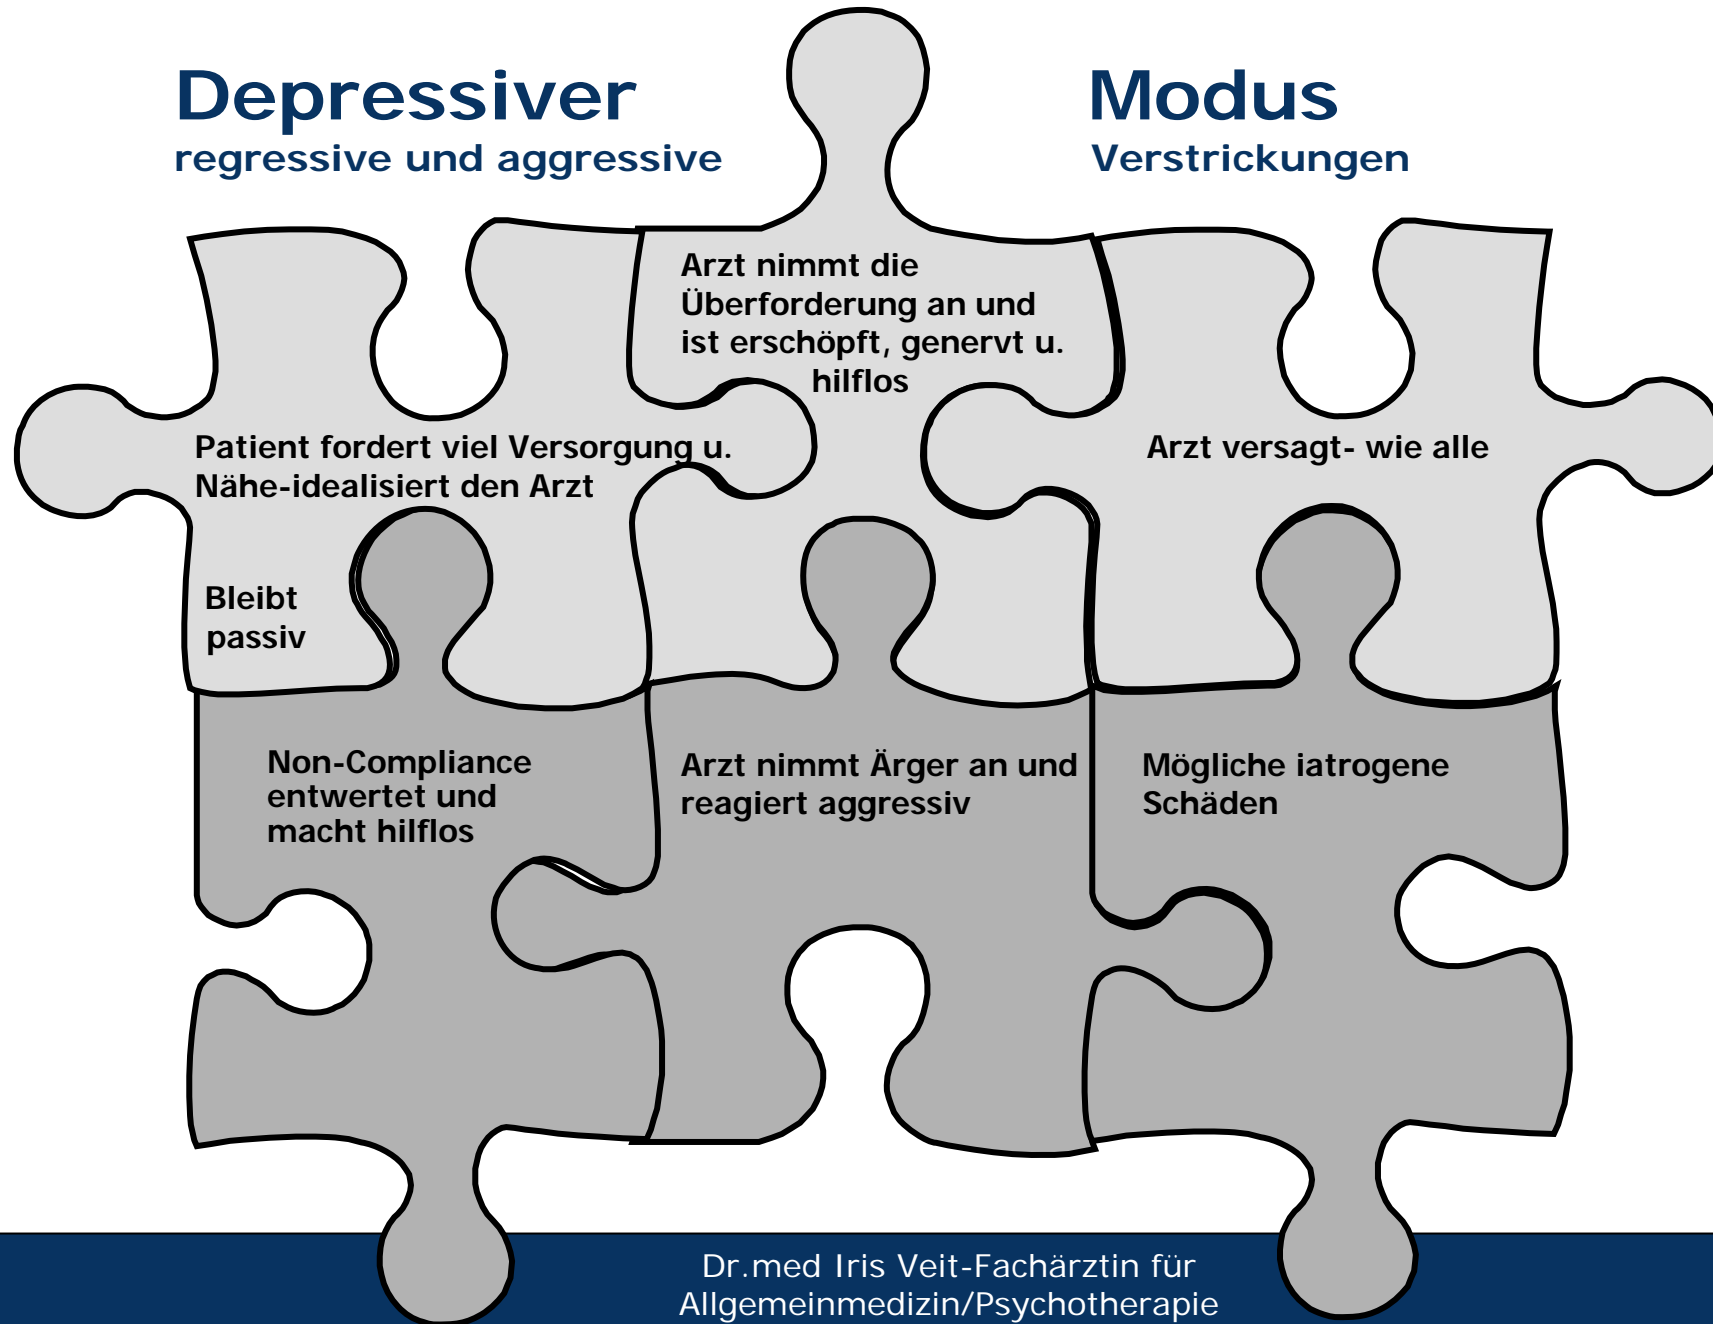 Depressiver Modus
regressive und aggressive Verstrickungen
Arzt nimmt die
Überforderung an und
ist erschöpft, genervt u.
hilflos
Patient fordert viel Versorgung u.
Nähe-idealisiert den Arzt
Bleibt
passiv
Arzt versagt- wie alle
Non-Compliance
entwertet und
macht hilflos
Arzt nimmt Ärger an und
reagiert aggressiv
Mögliche iatrogene
Schäden
Dr.med Iris Veit-Fachärztin für
Allgemeinmedizin/Psychotherapie